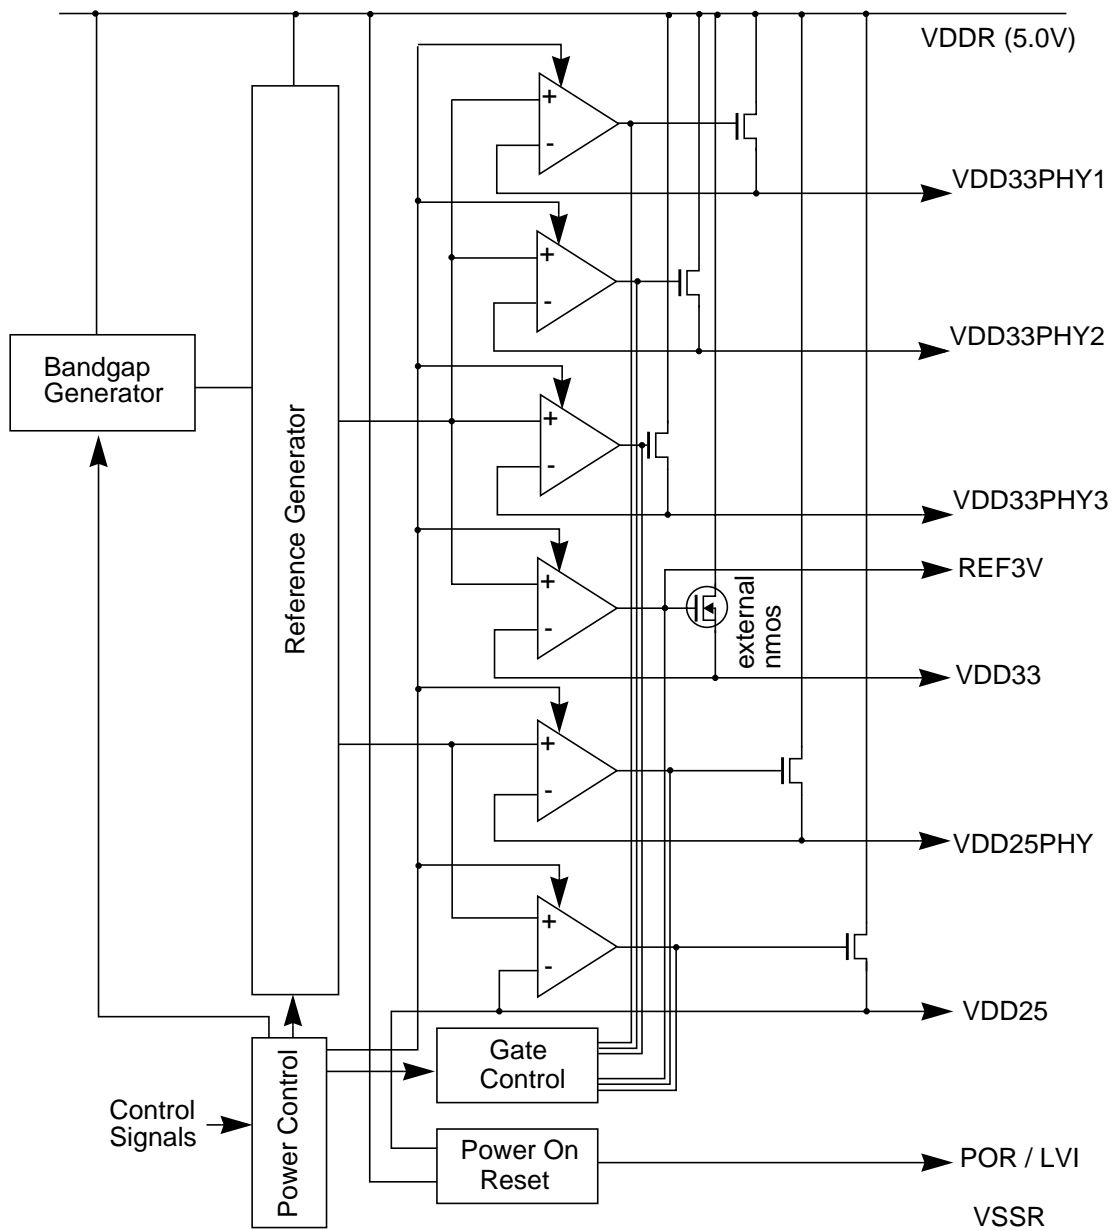 VDDR (5.0V)
+
-
VDD33PHY1
+
-
VDD33PHY2
Bandgap
Generator
Reference Generator
+
-
VDD33PHY3
+
-
REF3V
external
nmos
VDD33
+
-
VDD25PHY
+
-
VDD25
Power Control
Gate
Control
Control
Signals
Power On
Reset
POR / LVI
VSSR